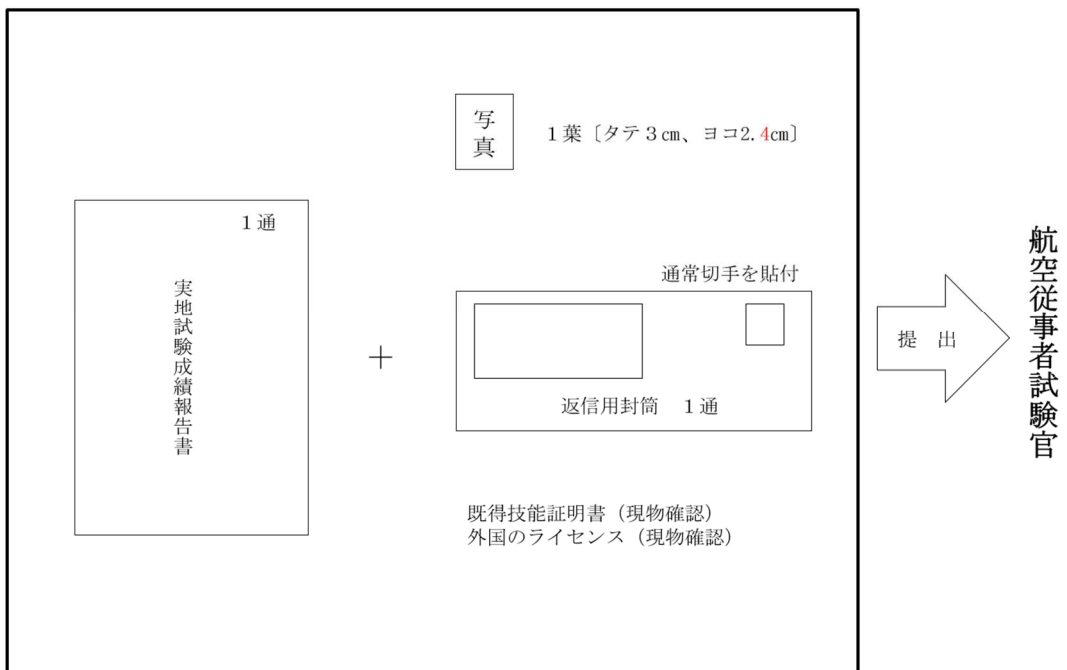 写真
1葉〔タテ3㎝、ヨコ2.4㎝〕
1通
実地試験成績報告書
+
通常切手を貼付
返信用封筒 1通
既得技能証明書（現物確認）
外国のライセンス（現物確認）
提 出
航空従事者試験官